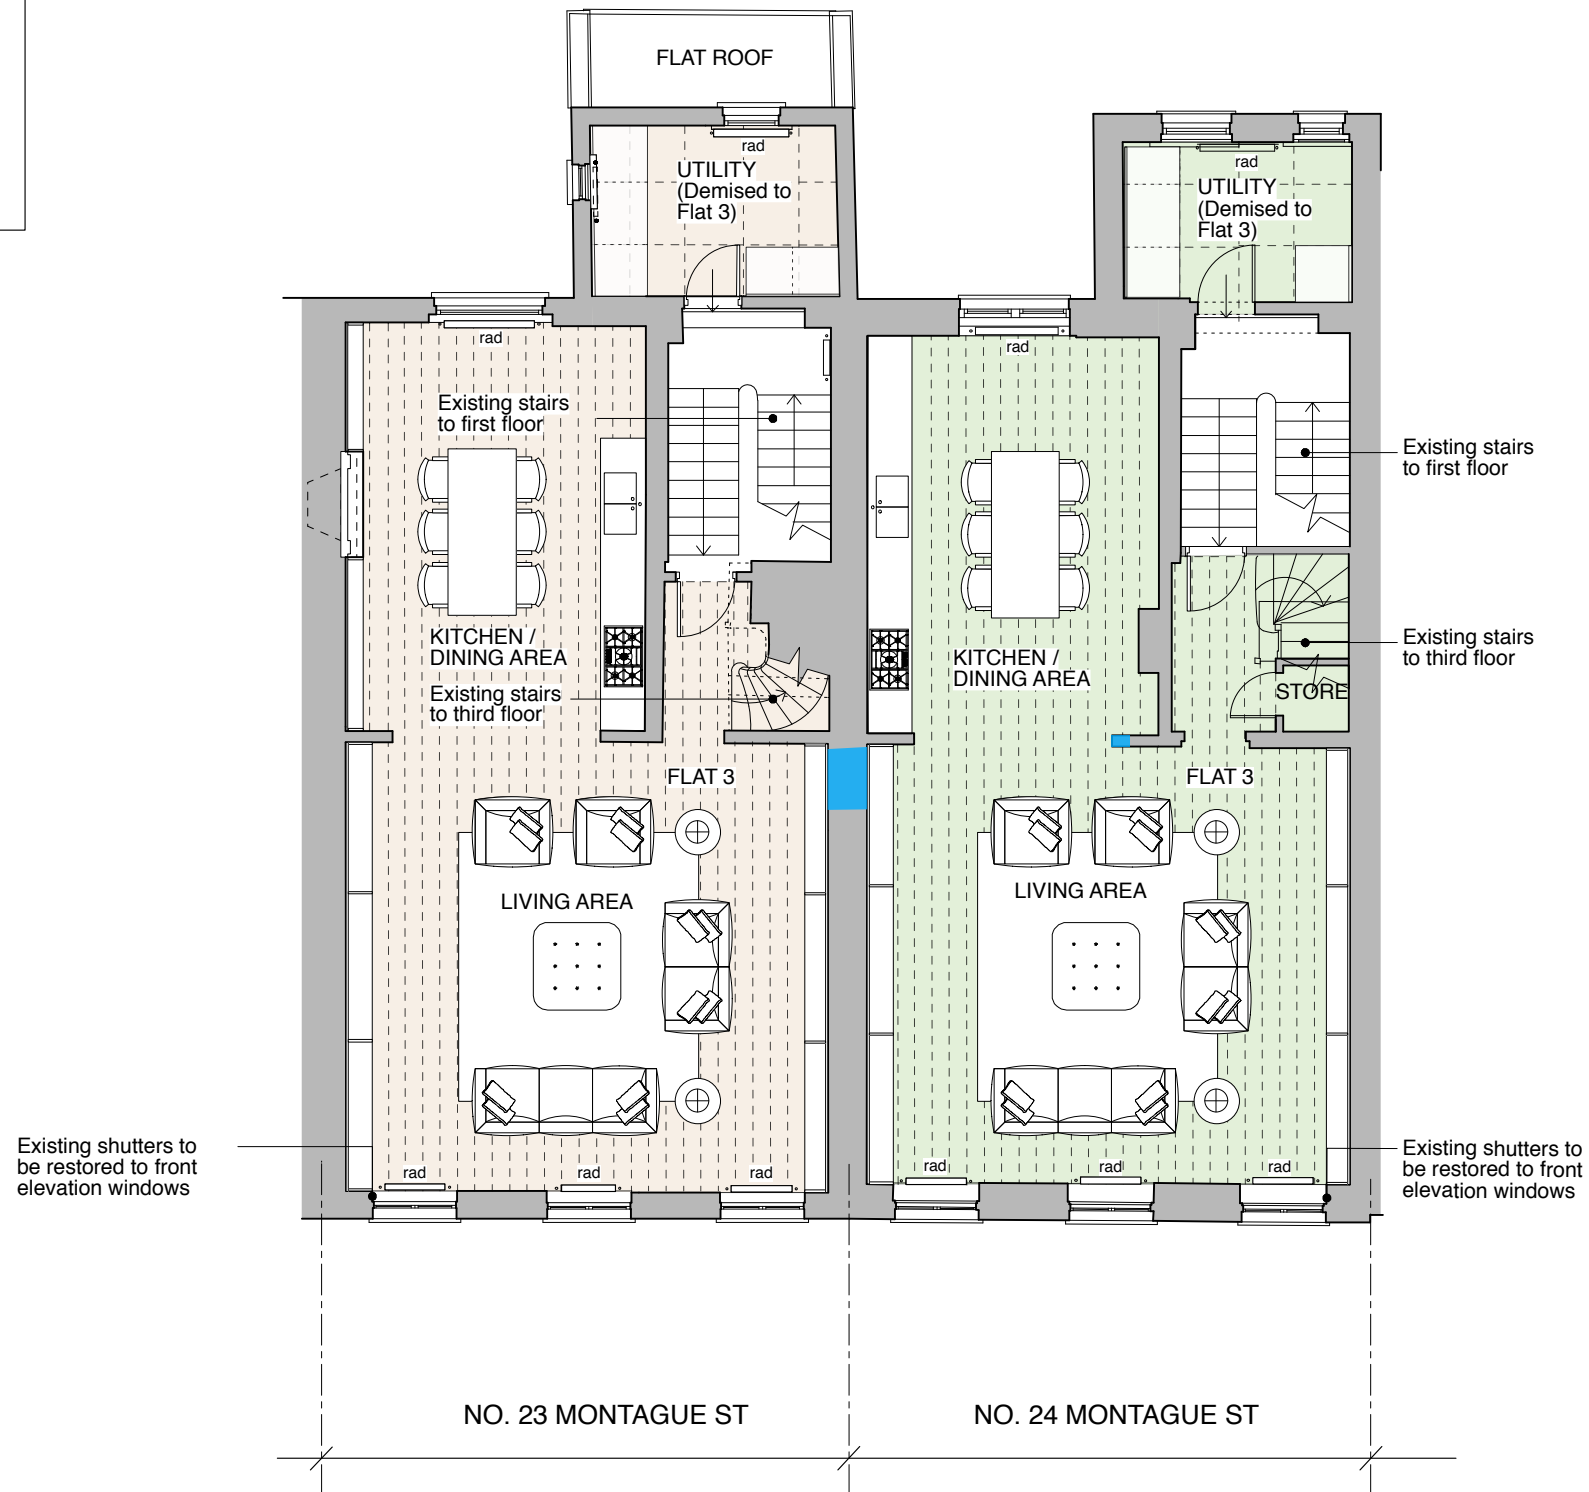 FLAT ROOF
rad
UTILITY
(Demised to
Flat 3)
rad
UTILITY
(Demised to
Flat 3)
rad
rad
Existing stairs
to first floor
Existing stairs
to first floor
KITCHEN /
DINING AREA
KITCHEN /
DINING AREA
Existing stairs
to third floor
Existing stairs
to third floor
STORE
FLAT 3
FLAT 3
LIVING AREA
LIVING AREA
Existing shutters to
be restored to front
elevation windows
rad
rad
rad
rad
rad
rad
Existing shutters to
be restored to front
elevation windows
NO. 23 MONTAGUE ST
NO. 24 MONTAGUE ST